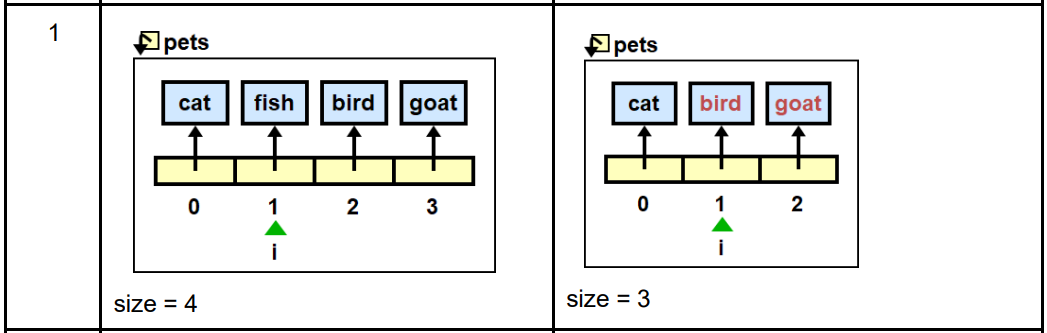 1
pets
cat fish bird goat
0 1 2 3
i
size = 4
pets
cat bird goat
0 1 2
i
size = 3